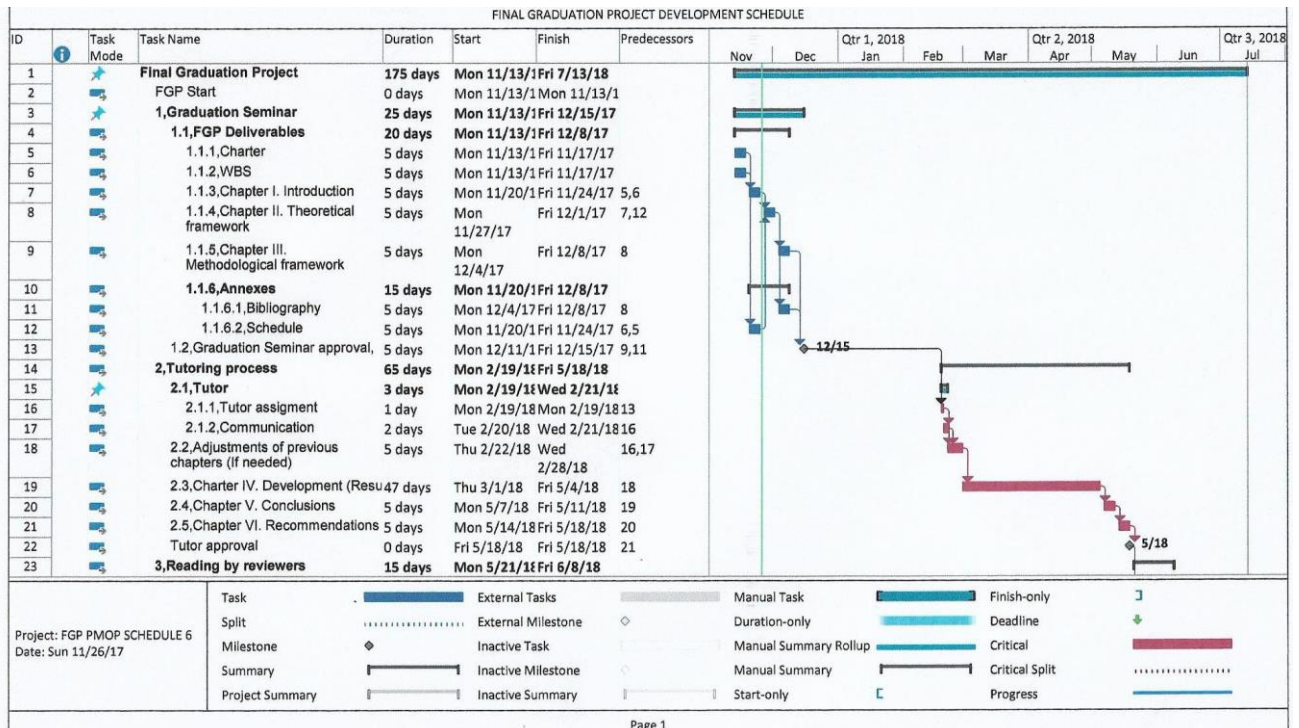 FINAL GRADUATION PROJECT DEVELOPMENT SCHEDULE
ID Task Mode Task Name Duration Start Finish Predecessors
Qtr 1, 2018 Qtr 2, 2018 Qtr 3, 2018
Nov Dec Jan Feb Mar Apr May Jun Jul
1 Final Graduation Project 175 days Mon 11/13/1 Fri 7/13/18
2 FGP Start 0 days Mon 11/13/1 Mon 11/13/1
3 1,Graduation Seminar 25 days Mon 11/13/1 Fri 12/15/17
4 1.1,FGP Deliverables 20 days Mon 11/13/1 Fri 12/8/17
5 1.1.1,Charter 5 days Mon 11/13/1 Fri 11/17/17
6 1.1.2,WBS 5 days Mon 11/13/1 Fri 11/17/17
7 1.1.3,Chapter I. Introduction 5 days Mon 11/20/1 Fri 11/24/17 5,6
8 1.1.4,Chapter II. Theoretical framework 5 days Mon 11/27/17 Fri 12/1/17 7,12
9 1.1.5,Chapter III. Methodological framework 5 days Mon 12/4/17 Fri 12/8/17 8
10 1.1.6,Annexes 15 days Mon 11/20/1 Fri 12/8/17
11 1.1.6.1,Bibliography 5 days Mon 12/4/17 Fri 12/8/17 8
12 1.1.6.2,Schedule 5 days Mon 11/20/1 Fri 11/24/17 6,5
13 1.2,Graduation Seminar approval, 5 days Mon 12/11/1 Fri 12/15/17 9,11 12/15
14 2,Tutoring process 65 days Mon 2/19/18 Fri 5/18/18
15 2.1,Tutor 3 days Mon 2/19/18 Wed 2/21/18
16 2.1.1,Tutor assigment 1 day Mon 2/19/18 Mon 2/19/18 13
17 2.1.2,Communication 2 days Tue 2/20/18 Wed 2/21/18 16
18 2.2,Adjustments of previous chapters (If needed) 5 days Thu 2/22/18 Wed 2/28/18 16,17
19 2.3,Charter IV. Development (Resu 47 days Thu 3/1/18 Fri 5/4/18 18
20 2.4,Chapter V. Conclusions 5 days Mon 5/7/18 Fri 5/11/18 19
21 2.5,Chapter VI. Recommendations 5 days Mon 5/14/18 Fri 5/18/18 20
22 Tutor approval 0 days Fri 5/18/18 Fri 5/18/18 21 5/18
23 3,Reading by reviewers 15 days Mon 5/21/18 Fri 6/8/18
Project: FGP PMOP SCHEDULE 6
Date: Sun 11/26/17
Task External Tasks Manual Task Finish-only
Split External Milestone Duration-only Deadline
Milestone Inactive Task Manual Summary Rollup Critical
Summary Inactive Milestone Manual Summary Critical Split
Project Summary Inactive Summary Start-only Progress
Page 1